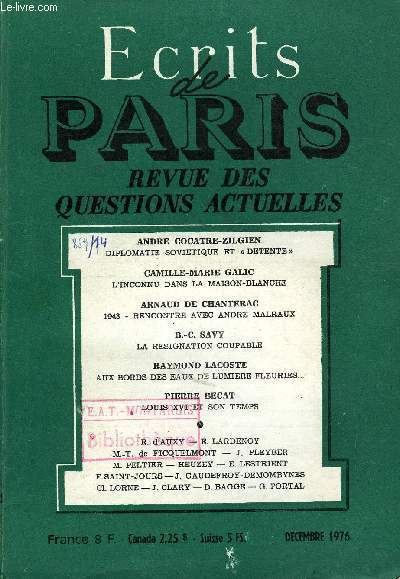 Le-livre.com
Ecrits
de
PARIS
REVUE DES
QUESTIONS ACTUELLES
ANDRE COCATRE-ZILGIEN
DIPLOMATIE SOVIETIQUE ET « DETENTE »
CAMILLE-MARIE GALIC
L'INCONNU DANS LA MAISON-BLANCHE
ARNAUD DE CHANTERAC
1943 - RENCONTRE AVEC ANDRE MALRAUX
B.-C. SAVY
LA RESIGNATION COUPABLE
RAYMOND LACOSTE
AUX BORDS DES EAUX DE LUMIERE FLEURIES...
PIERRE BECAT
LOUIS XVI ET SON TEMPS
E.A.T.
Bibliothèque
R. d'AUXY — R. LARDENOY
M.-T. de FICQUELMONT — J. PLEYBER
M. PELTIER — REUZEY — E. LESTRIENT
F. SAINT-JOURS — J. GAUDEFROY-DEMOMBYNES
Cl. LORNE — J. CLARY — D. BAGGE — G. PORTAL
France 8 F. - Canada 2,25 $ - Suisse 5 FS.
DECEMBRE 1976